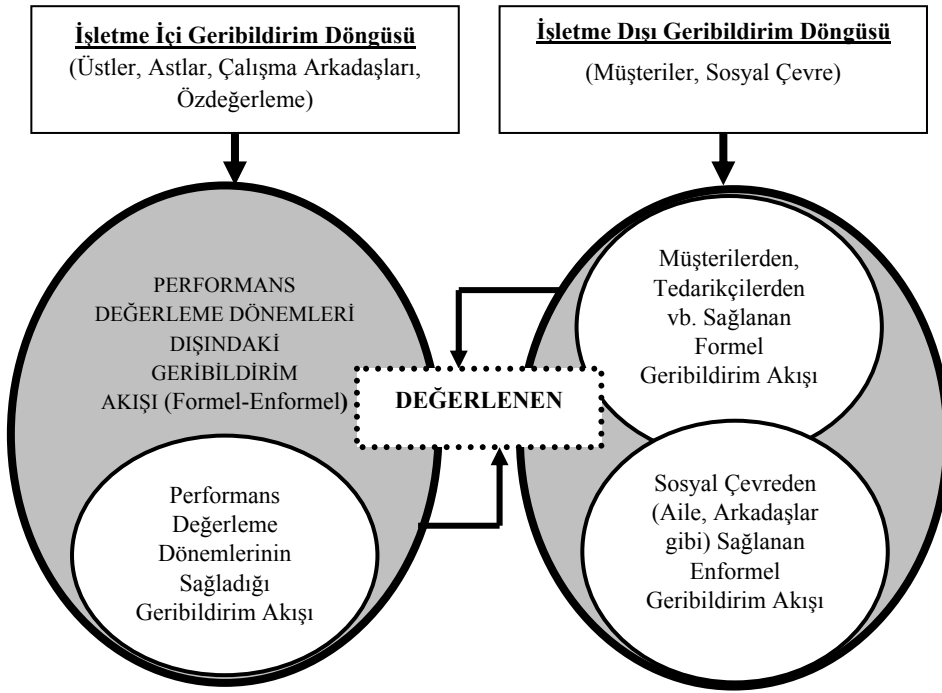 İşletme İçi Geribildirim Döngüsü
(Üstler, Astlar, Çalışma Arkadaşları,
Özdeğerleme)
İşletme Dışı Geribildirim Döngüsü
(Müşteriler, Sosyal Çevre)
PERFORMANS
DEĞERLEME DÖNEMLERİ
DIŞINDAKİ
GERİBİLDİRİM
AKIŞI (Formel-Enformel)
Performans
Değerleme
Dönemlerinin
Sağladığı
Geribildirim Akışı
DEĞERLENEN
Müşterilerden,
Tedarikçilerden
vb. Sağlanan
Formel
Geribildirim Akışı
Sosyal Çevreden
(Aile, Arkadaşlar
gibi) Sağlanan
Enformel
Geribildirim Akışı